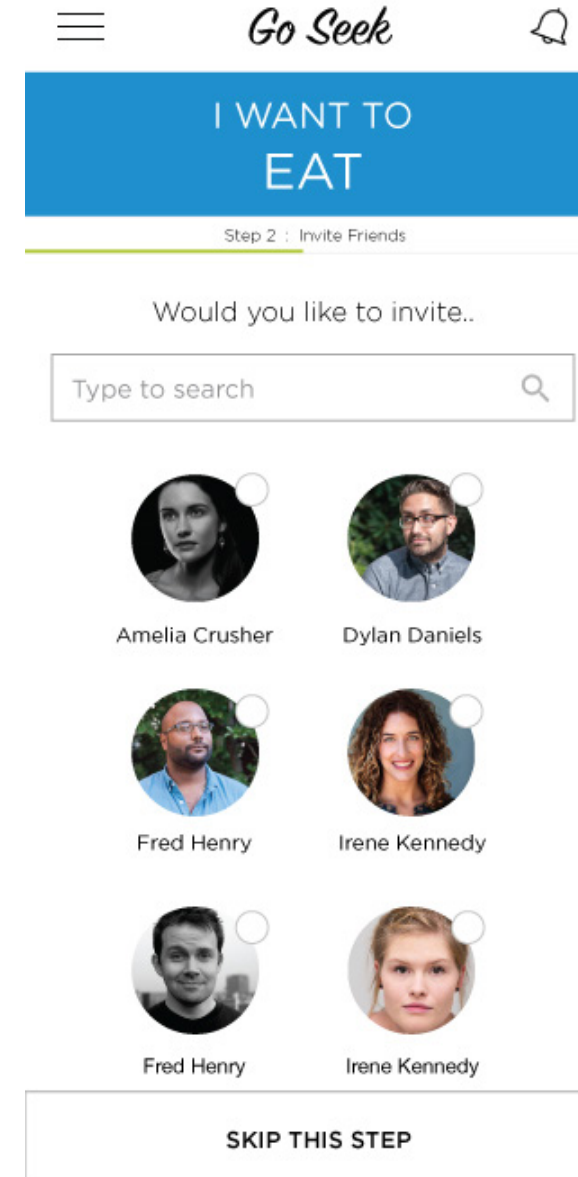 Go Seek
I WANT TO
EAT
Step 2 : Invite Friends
Would you like to invite..
Type to search
Amelia Crusher
Dylan Daniels
Fred Henry
Irene Kennedy
Fred Henry
Irene Kennedy
SKIP THIS STEP